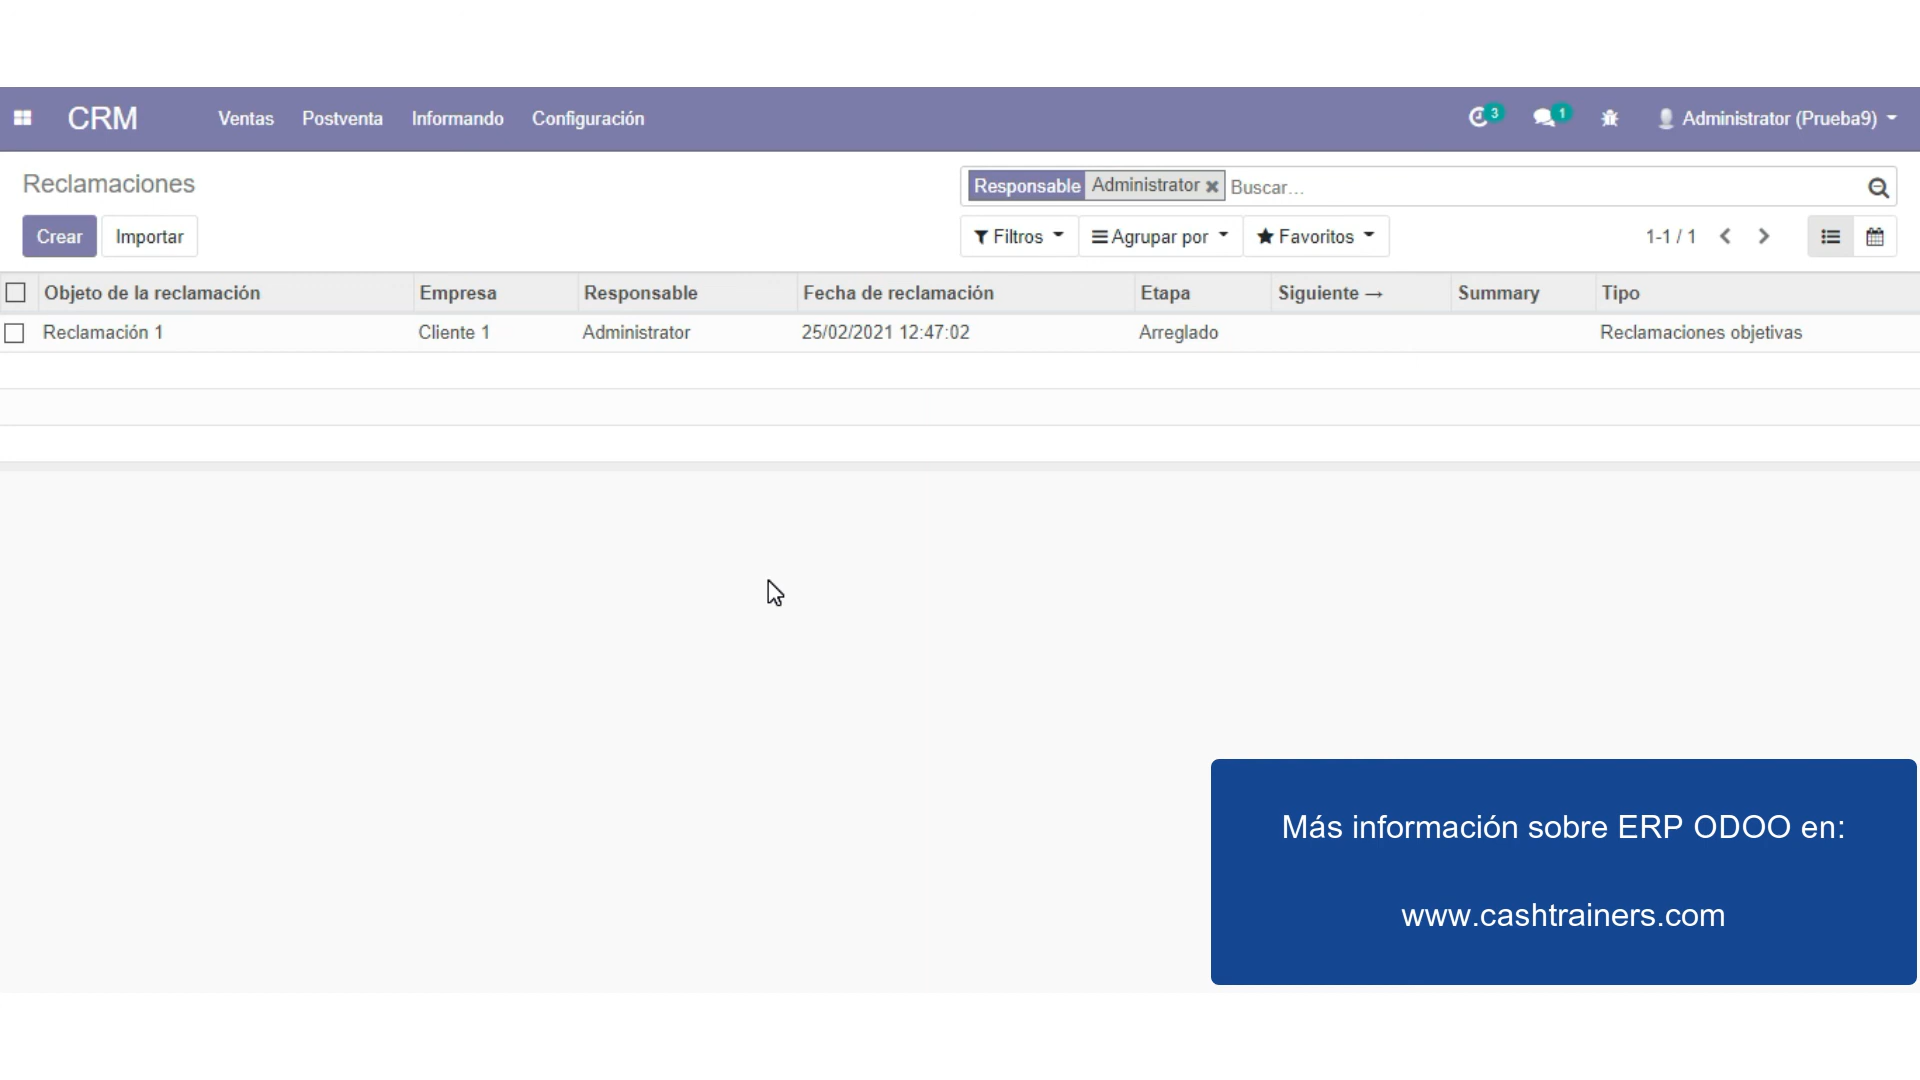 CRM Ventas Postventa Informando Configuración 3 1 Administrator (Prueba9)
Reclamaciones
Responsable Administrator Buscar...
Crear Importar
Filtros Agrupar por Favoritos 1-1 / 1
Objeto de la reclamación Empresa Responsable Fecha de reclamación Etapa Siguiente → Summary Tipo
Reclamación 1 Cliente 1 Administrator 25/02/2021 12:47:02 Arreglado Reclamaciones objetivas
Más información sobre ERP ODOO en:
www.cashtrainers.com